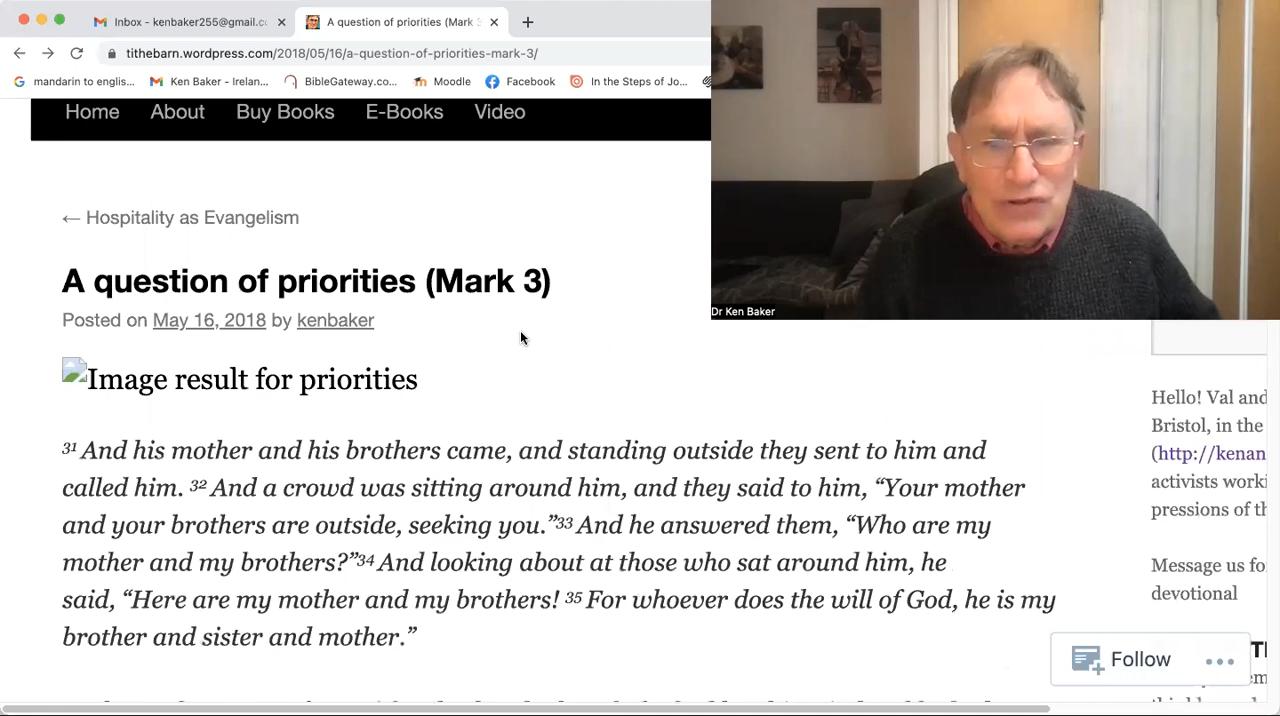 Inbox - kenbaker255@gmail.c
A question of priorities (Mark 3
tithebarn.wordpress.com/2018/05/16/a-question-of-priorities-mark-3/
mandarin to englis... Ken Baker - Irelan... BibleGateway.co... Moodle Facebook In the Steps of Jo...
Home About Buy Books E-Books Video
← Hospitality as Evangelism
A question of priorities (Mark 3)
Posted on May 16, 2018 by kenbaker
Dr Ken Baker
Image result for priorities
31 And his mother and his brothers came, and standing outside they sent to him and
called him. 32 And a crowd was sitting around him, and they said to him, “Your mother
and your brothers are outside, seeking you.”33 And he answered them, “Who are my
mother and my brothers?”34 And looking about at those who sat around him, he
said, “Here are my mother and my brothers! 35 For whoever does the will of God, he is my
brother and sister and mother.”
Hello! Val and
Bristol, in the
(http://kenan
activists worki
pressions of th
Message us fo
devotional
Follow